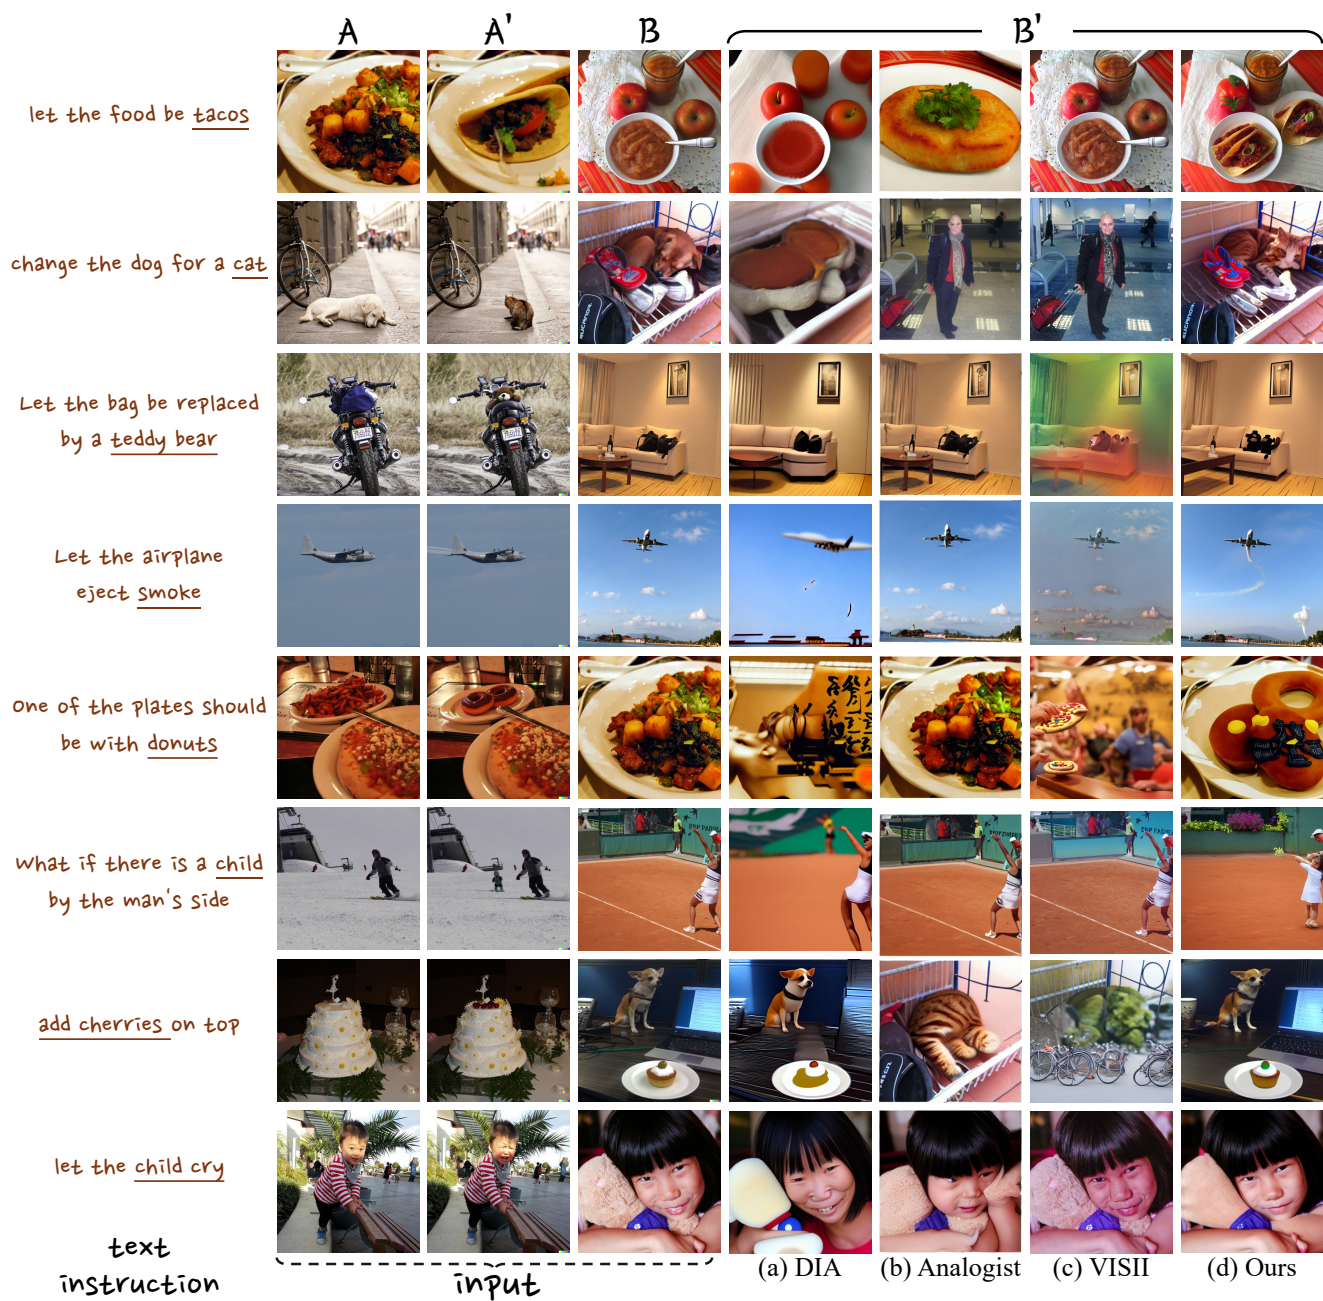 A A' B B'
let the food be tacos
change the dog for a cat
Let the bag be replaced
by a teddy bear
Let the airplane
eject smoke
One of the plates should
be with donuts
What if there is a child
by the man's side
add cherries on top
let the child cry
text
instruction
input
(a) DIA (b) Analogist (c) VISII (d) Ours